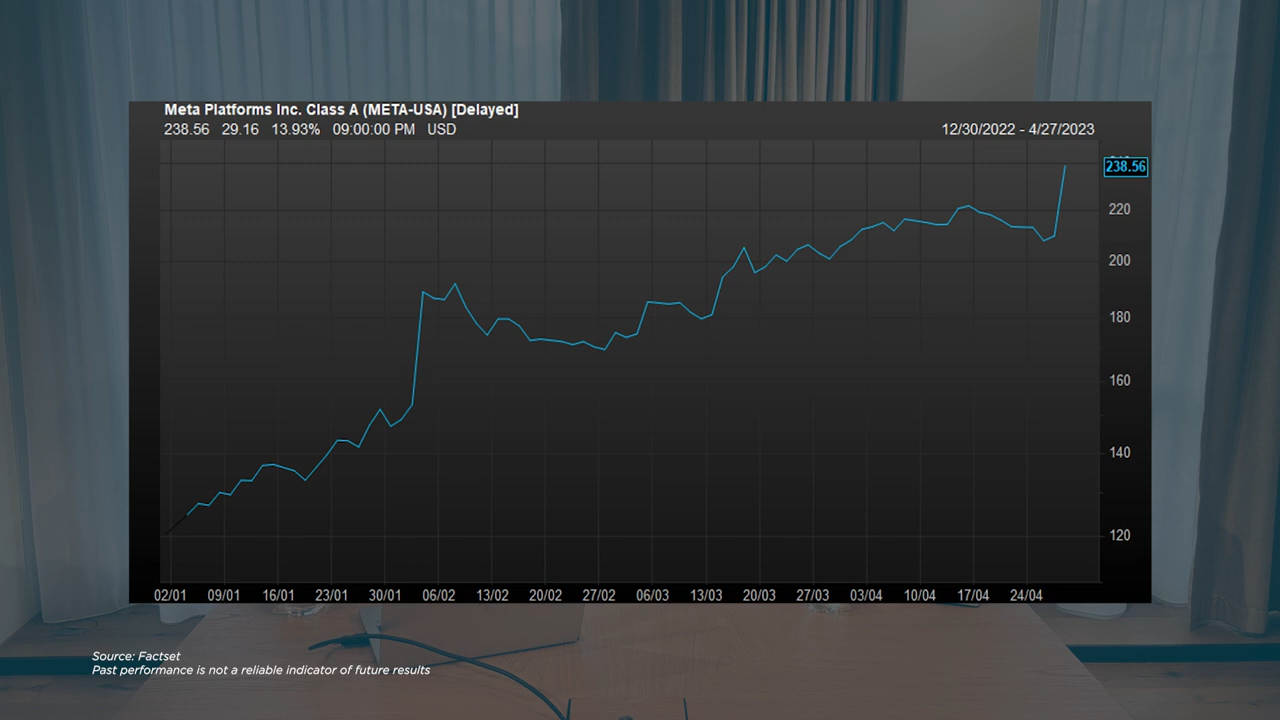 Meta Platforms Inc. Class A (META-USA) [Delayed]
238.56 29.16 13.93% 09:00:00 PM USD
12/30/2022 - 4/27/2023
238.56
220
200
180
160
140
120
02/01 09/01 16/01 23/01 30/01 06/02 13/02 20/02 27/02 06/03 13/03 20/03 27/03 03/04 10/04 17/04 24/04
Source: Factset
Past performance is not a reliable indicator of future results